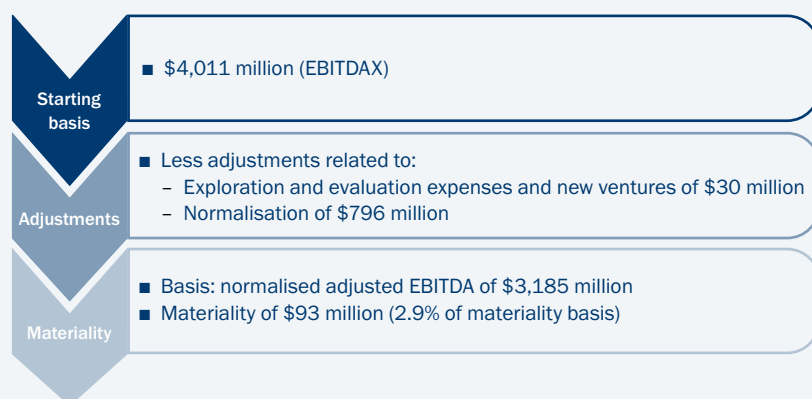 Starting
basis
■ $4,011 million (EBITDAX)
Adjustments
■ Less adjustments related to:
– Exploration and evaluation expenses and new ventures of $30 million
– Normalisation of $796 million
Materiality
■ Basis: normalised adjusted EBITDA of $3,185 million
■ Materiality of $93 million (2.9% of materiality basis)